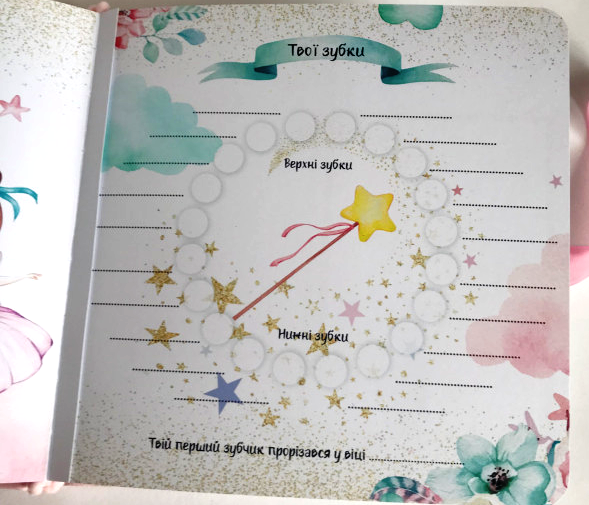 Твої зубки
Верхні зубки
Нижні зубки
Твій перший зубчик прорізався у віці